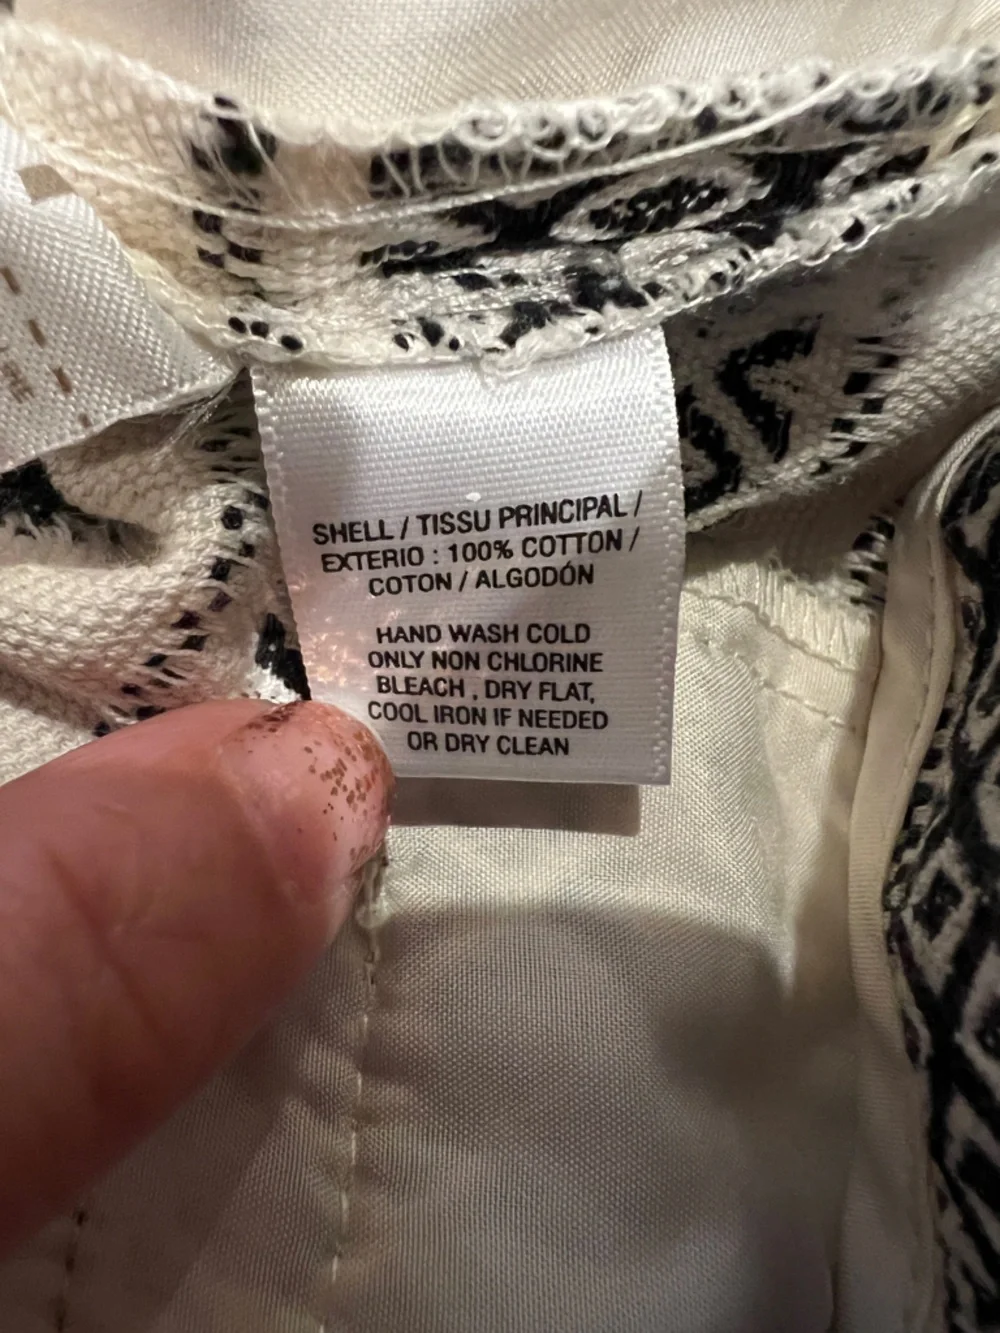 SHELL / TISSU PRINCIPAL /
EXTERIO : 100% COTTON /
COTON / ALGODÓN
HAND WASH COLD
ONLY NON CHLORINE
BLEACH , DRY FLAT,
COOL IRON IF NEEDED
OR DRY CLEAN